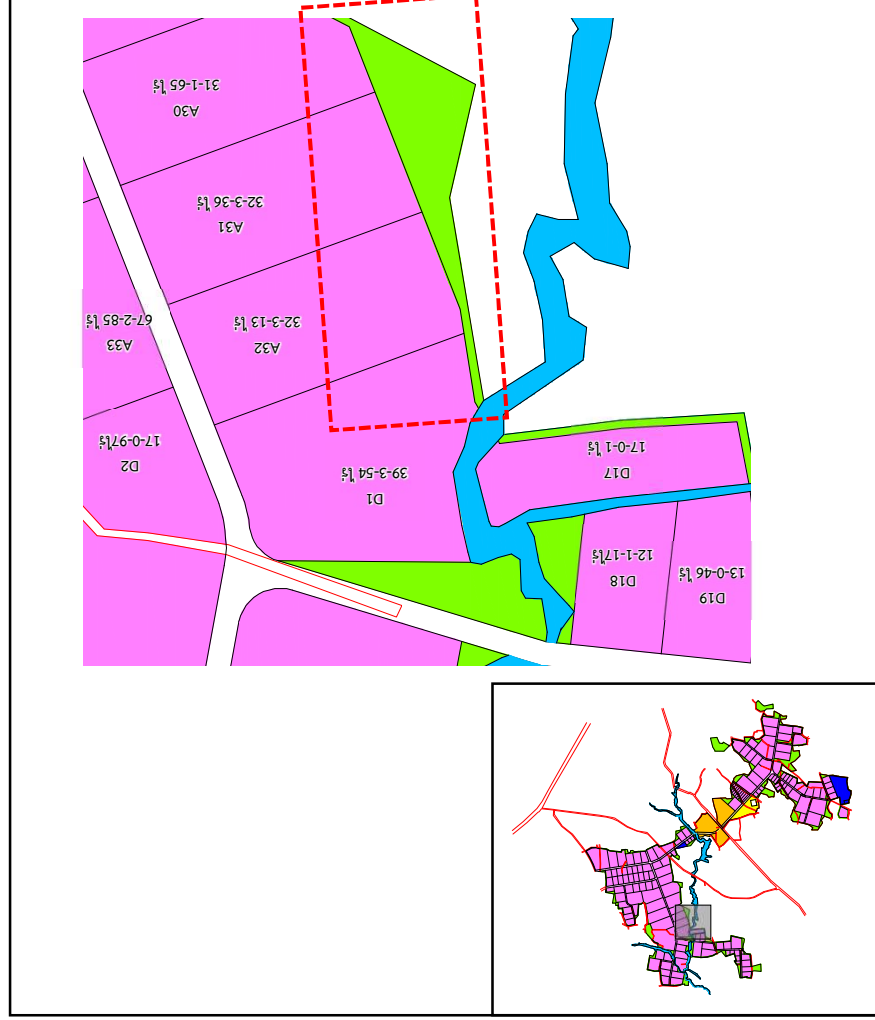 A30
31-1-65 ไร่
A31
32-3-36 ไร่
A33
67-2-85 ไร่
A32
32-3-13 ไร่
D2
17-0-97ไร่
D1
39-3-54 ไร่
D17
17-0-1 ไร่
D18
12-1-17ไร่
D19
13-0-46 ไร่